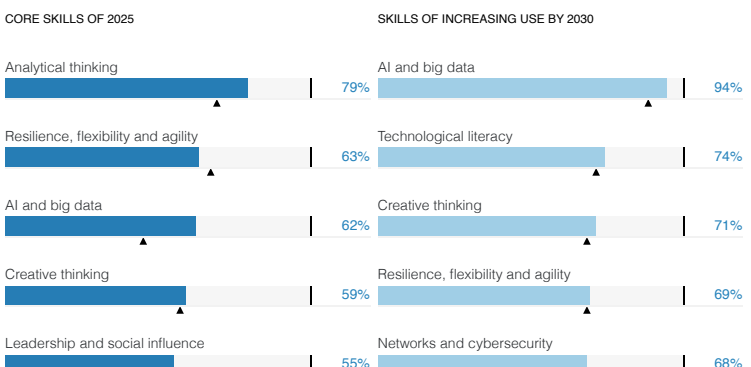 CORE SKILLS OF 2025
Analytical thinking
79%
Resilience, flexibility and agility
63%
AI and big data
62%
Creative thinking
59%
Leadership and social influence
55%
SKILLS OF INCREASING USE BY 2030
AI and big data
94%
Technological literacy
74%
Creative thinking
71%
Resilience, flexibility and agility
69%
Networks and cybersecurity
68%